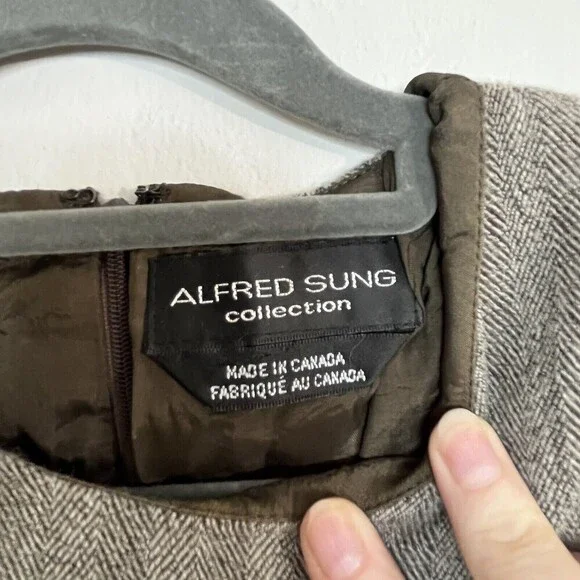 ALFRED SUNG
collection
MADE IN CANADA
FABRIQUÉ AU CANADA